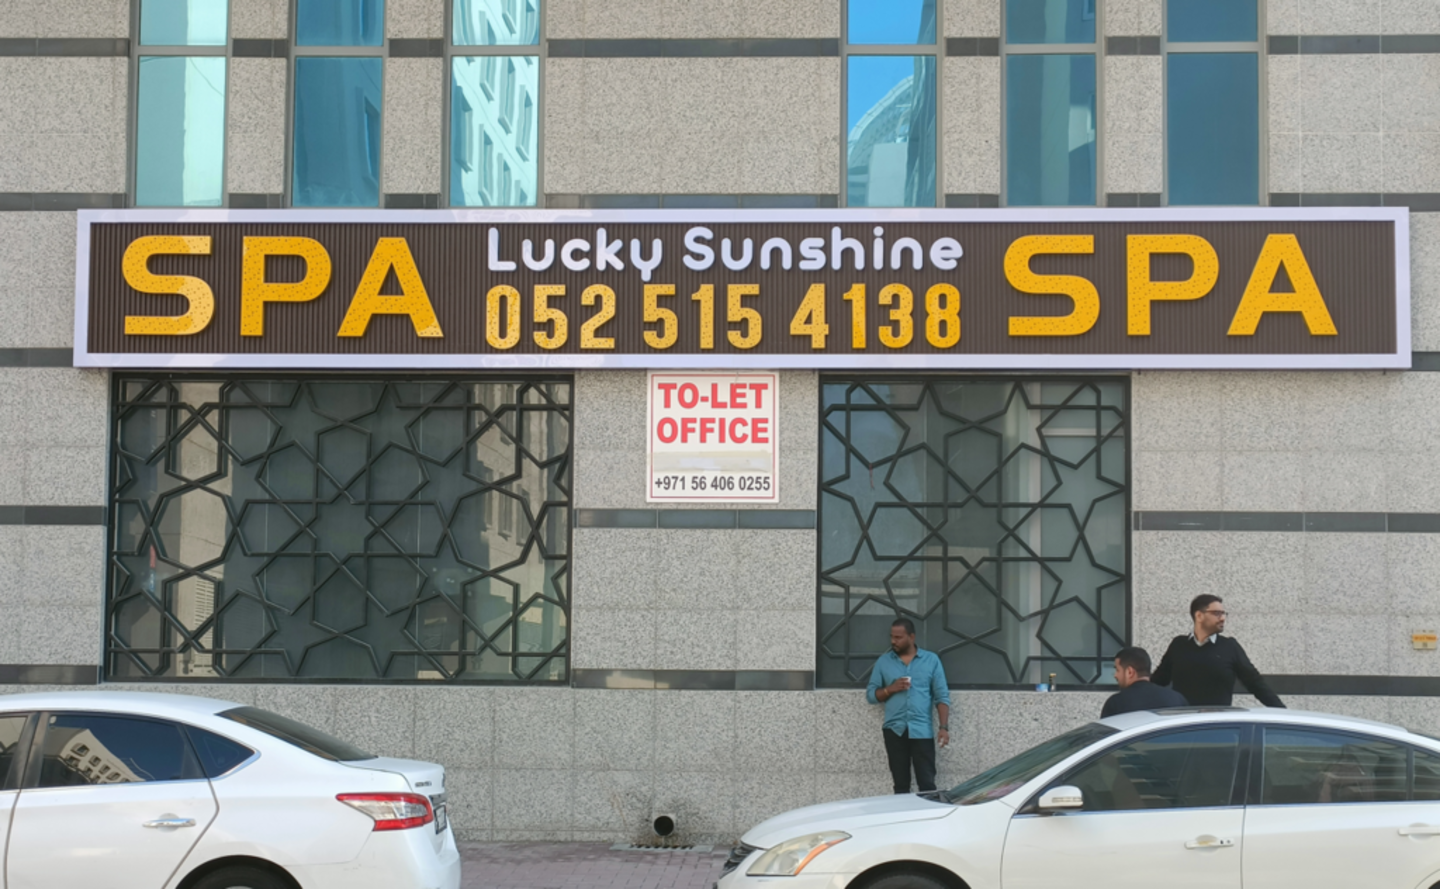 SPA
Lucky Sunshine
052 515 4138
SPA
TO-LET
OFFICE
+971 56 406 0255